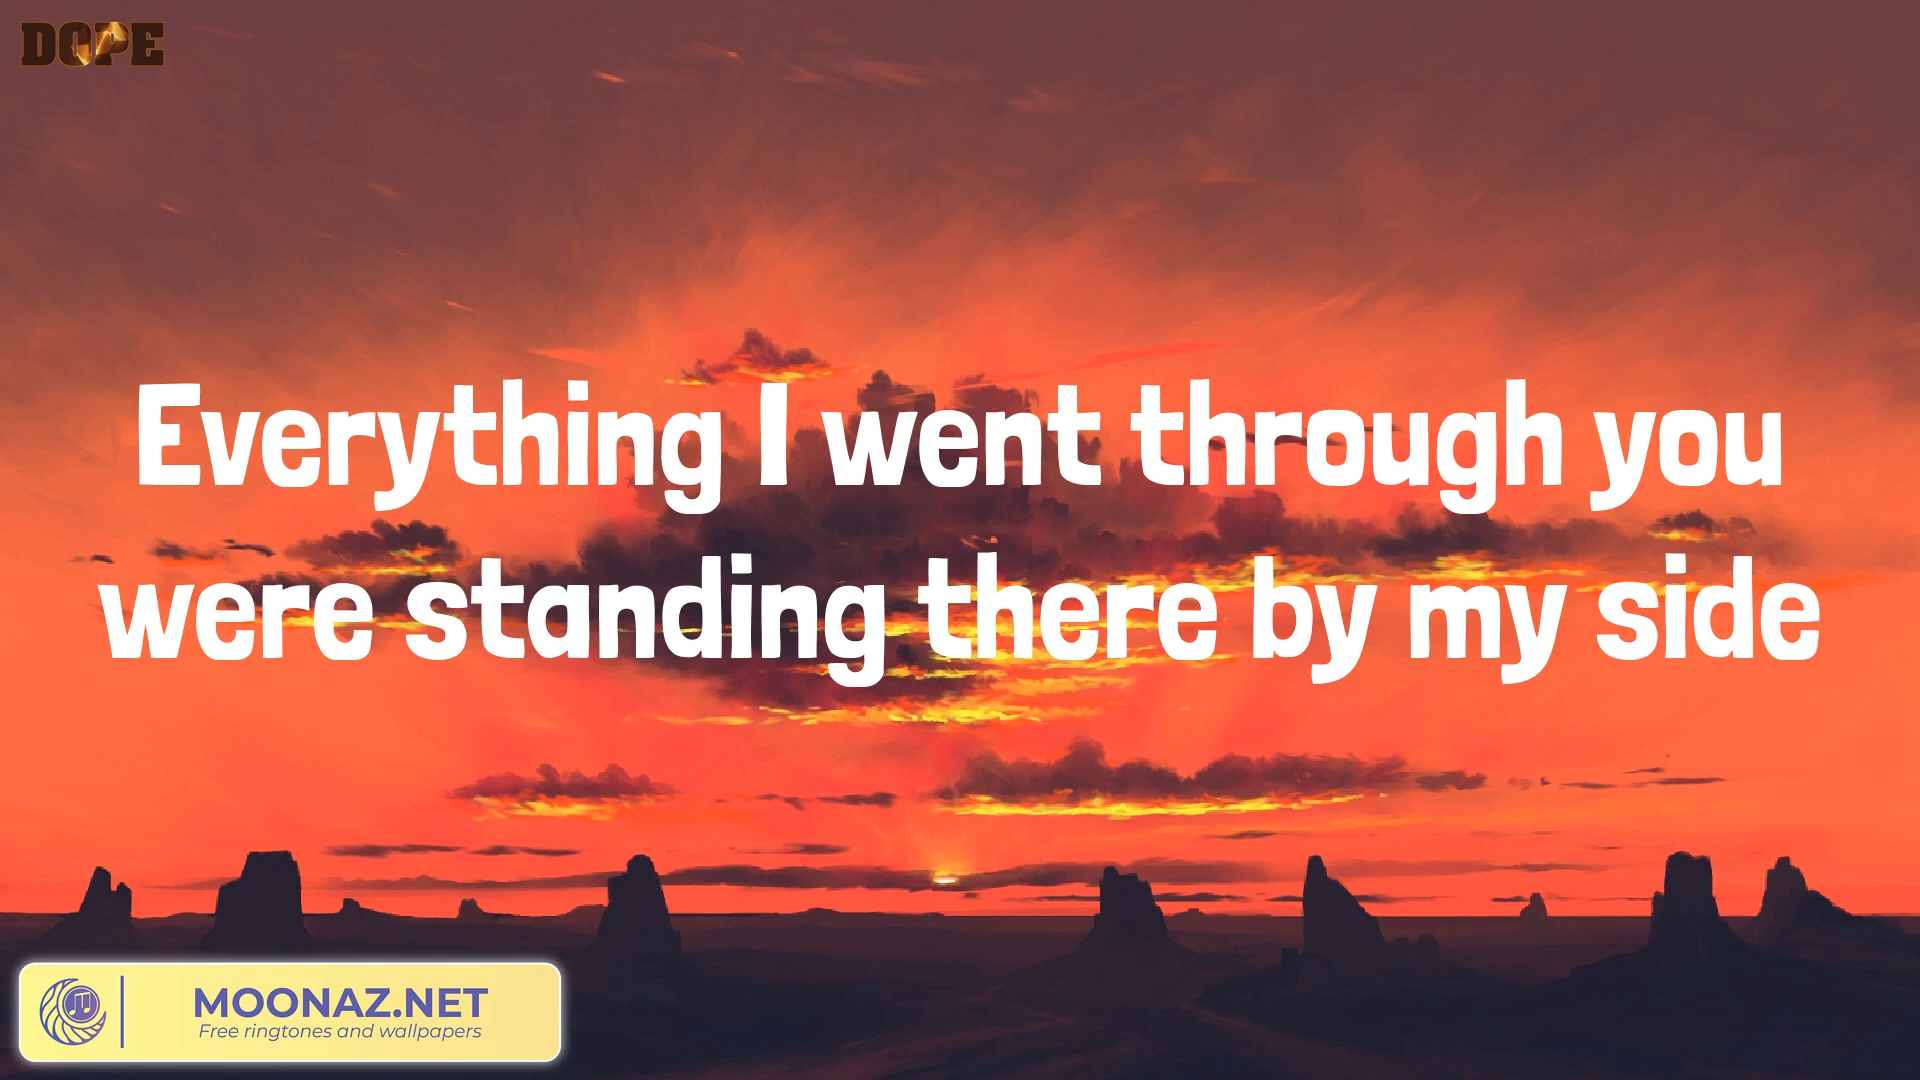 DOPE
Everything I went through you
were standing there by my side
MOONAZ.NET
Free ringtones and wallpapers